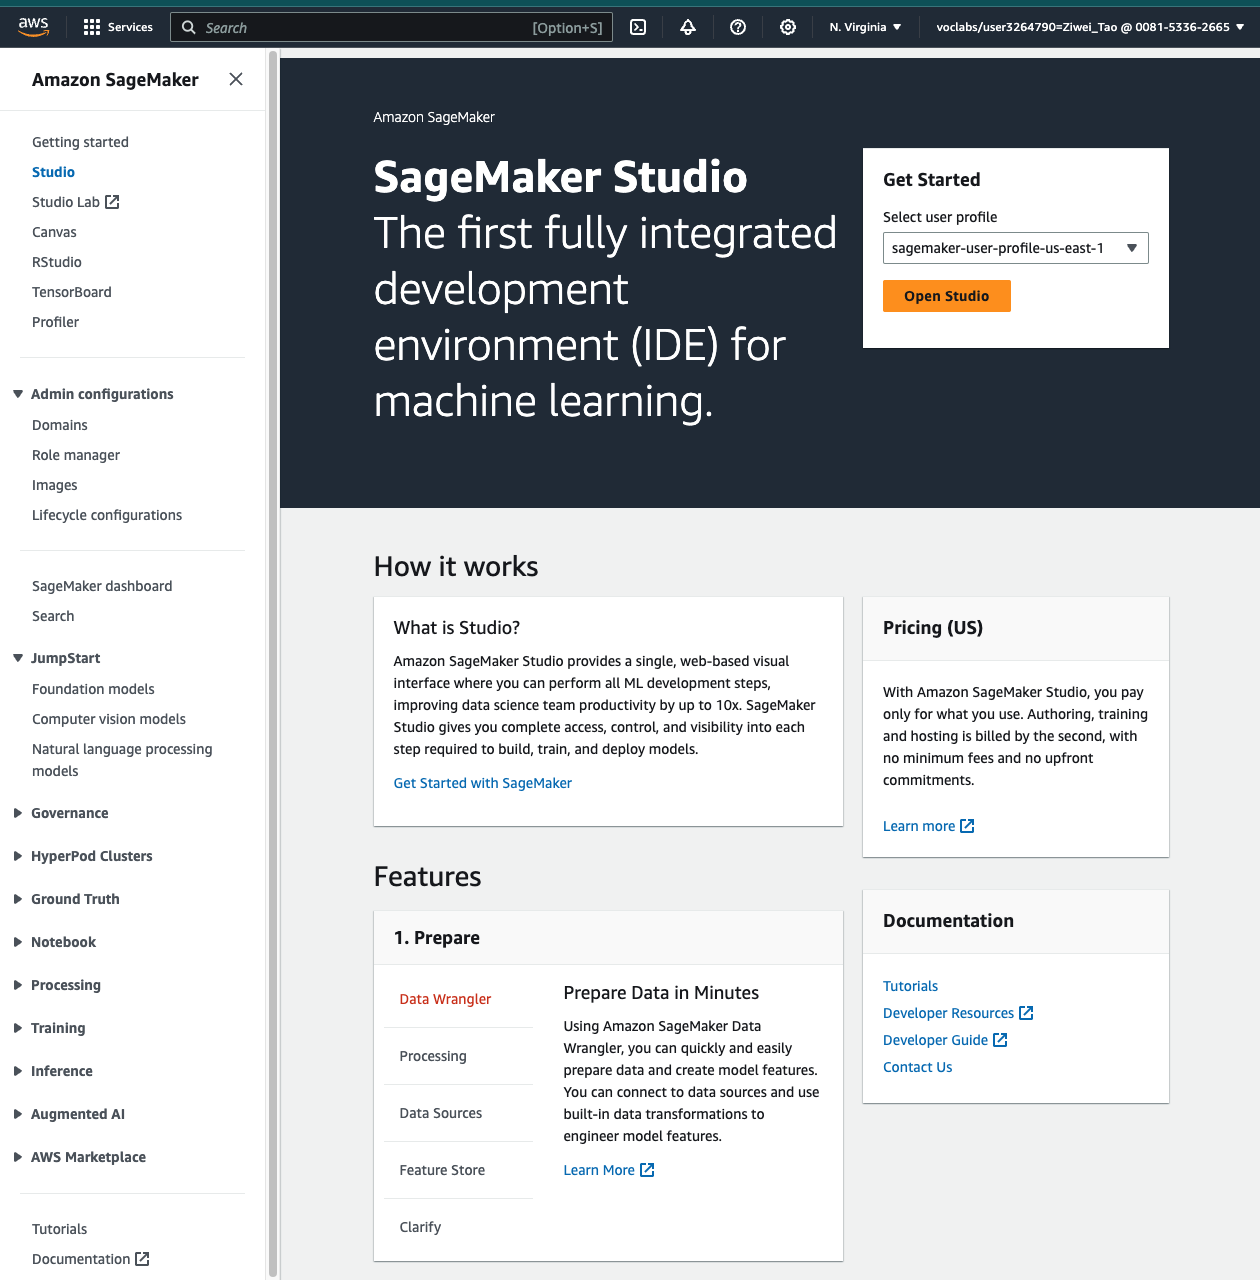 aws
Services
Search [Option+S]
N. Virginia
voclabs/user3264790=Ziwei_Tao @ 0081-5336-2665
Amazon SageMaker
Getting started
Studio
Studio Lab
Canvas
RStudio
TensorBoard
Profiler
Admin configurations
Domains
Role manager
Images
Lifecycle configurations
SageMaker dashboard
Search
JumpStart
Foundation models
Computer vision models
Natural language processing
models
Governance
HyperPod Clusters
Ground Truth
Notebook
Processing
Training
Inference
Augmented AI
AWS Marketplace
Tutorials
Documentation
Amazon SageMaker
SageMaker Studio
The first fully integrated
development
environment (IDE) for
machine learning.
Get Started
Select user profile
sagemaker-user-profile-us-east-1
Open Studio
How it works
What is Studio?
Amazon SageMaker Studio provides a single, web-based visual
interface where you can perform all ML development steps,
improving data science team productivity by up to 10x. SageMaker
Studio gives you complete access, control, and visibility into each
step required to build, train, and deploy models.
Get Started with SageMaker
Pricing (US)
With Amazon SageMaker Studio, you pay
only for what you use. Authoring, training
and hosting is billed by the second, with
no minimum fees and no upfront
commitments.
Learn more
Features
1. Prepare
Data Wrangler
Processing
Data Sources
Feature Store
Clarify
Prepare Data in Minutes
Using Amazon SageMaker Data
Wrangler, you can quickly and easily
prepare data and create model features.
You can connect to data sources and use
built-in data transformations to
engineer model features.
Learn More
Documentation
Tutorials
Developer Resources
Developer Guide
Contact Us